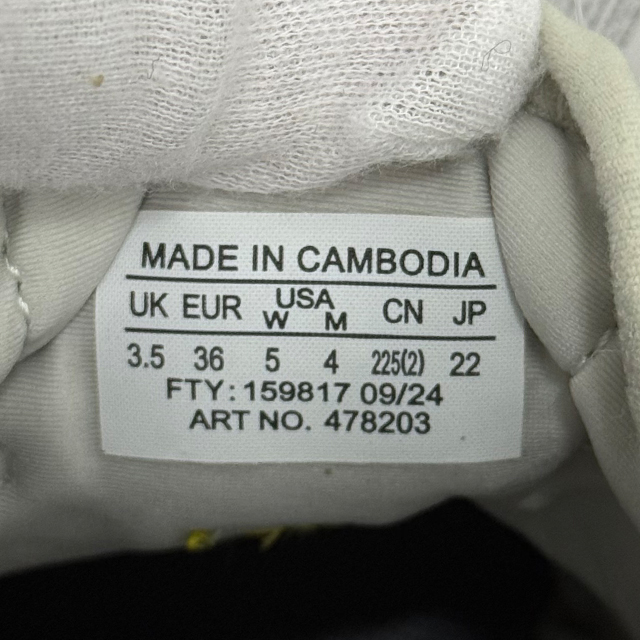 MADE IN CAMBODIA
UK EUR USA W M CN JP
3.5 36 5 4 225(2) 22
FTY: 159817 09/24
ART NO. 478203